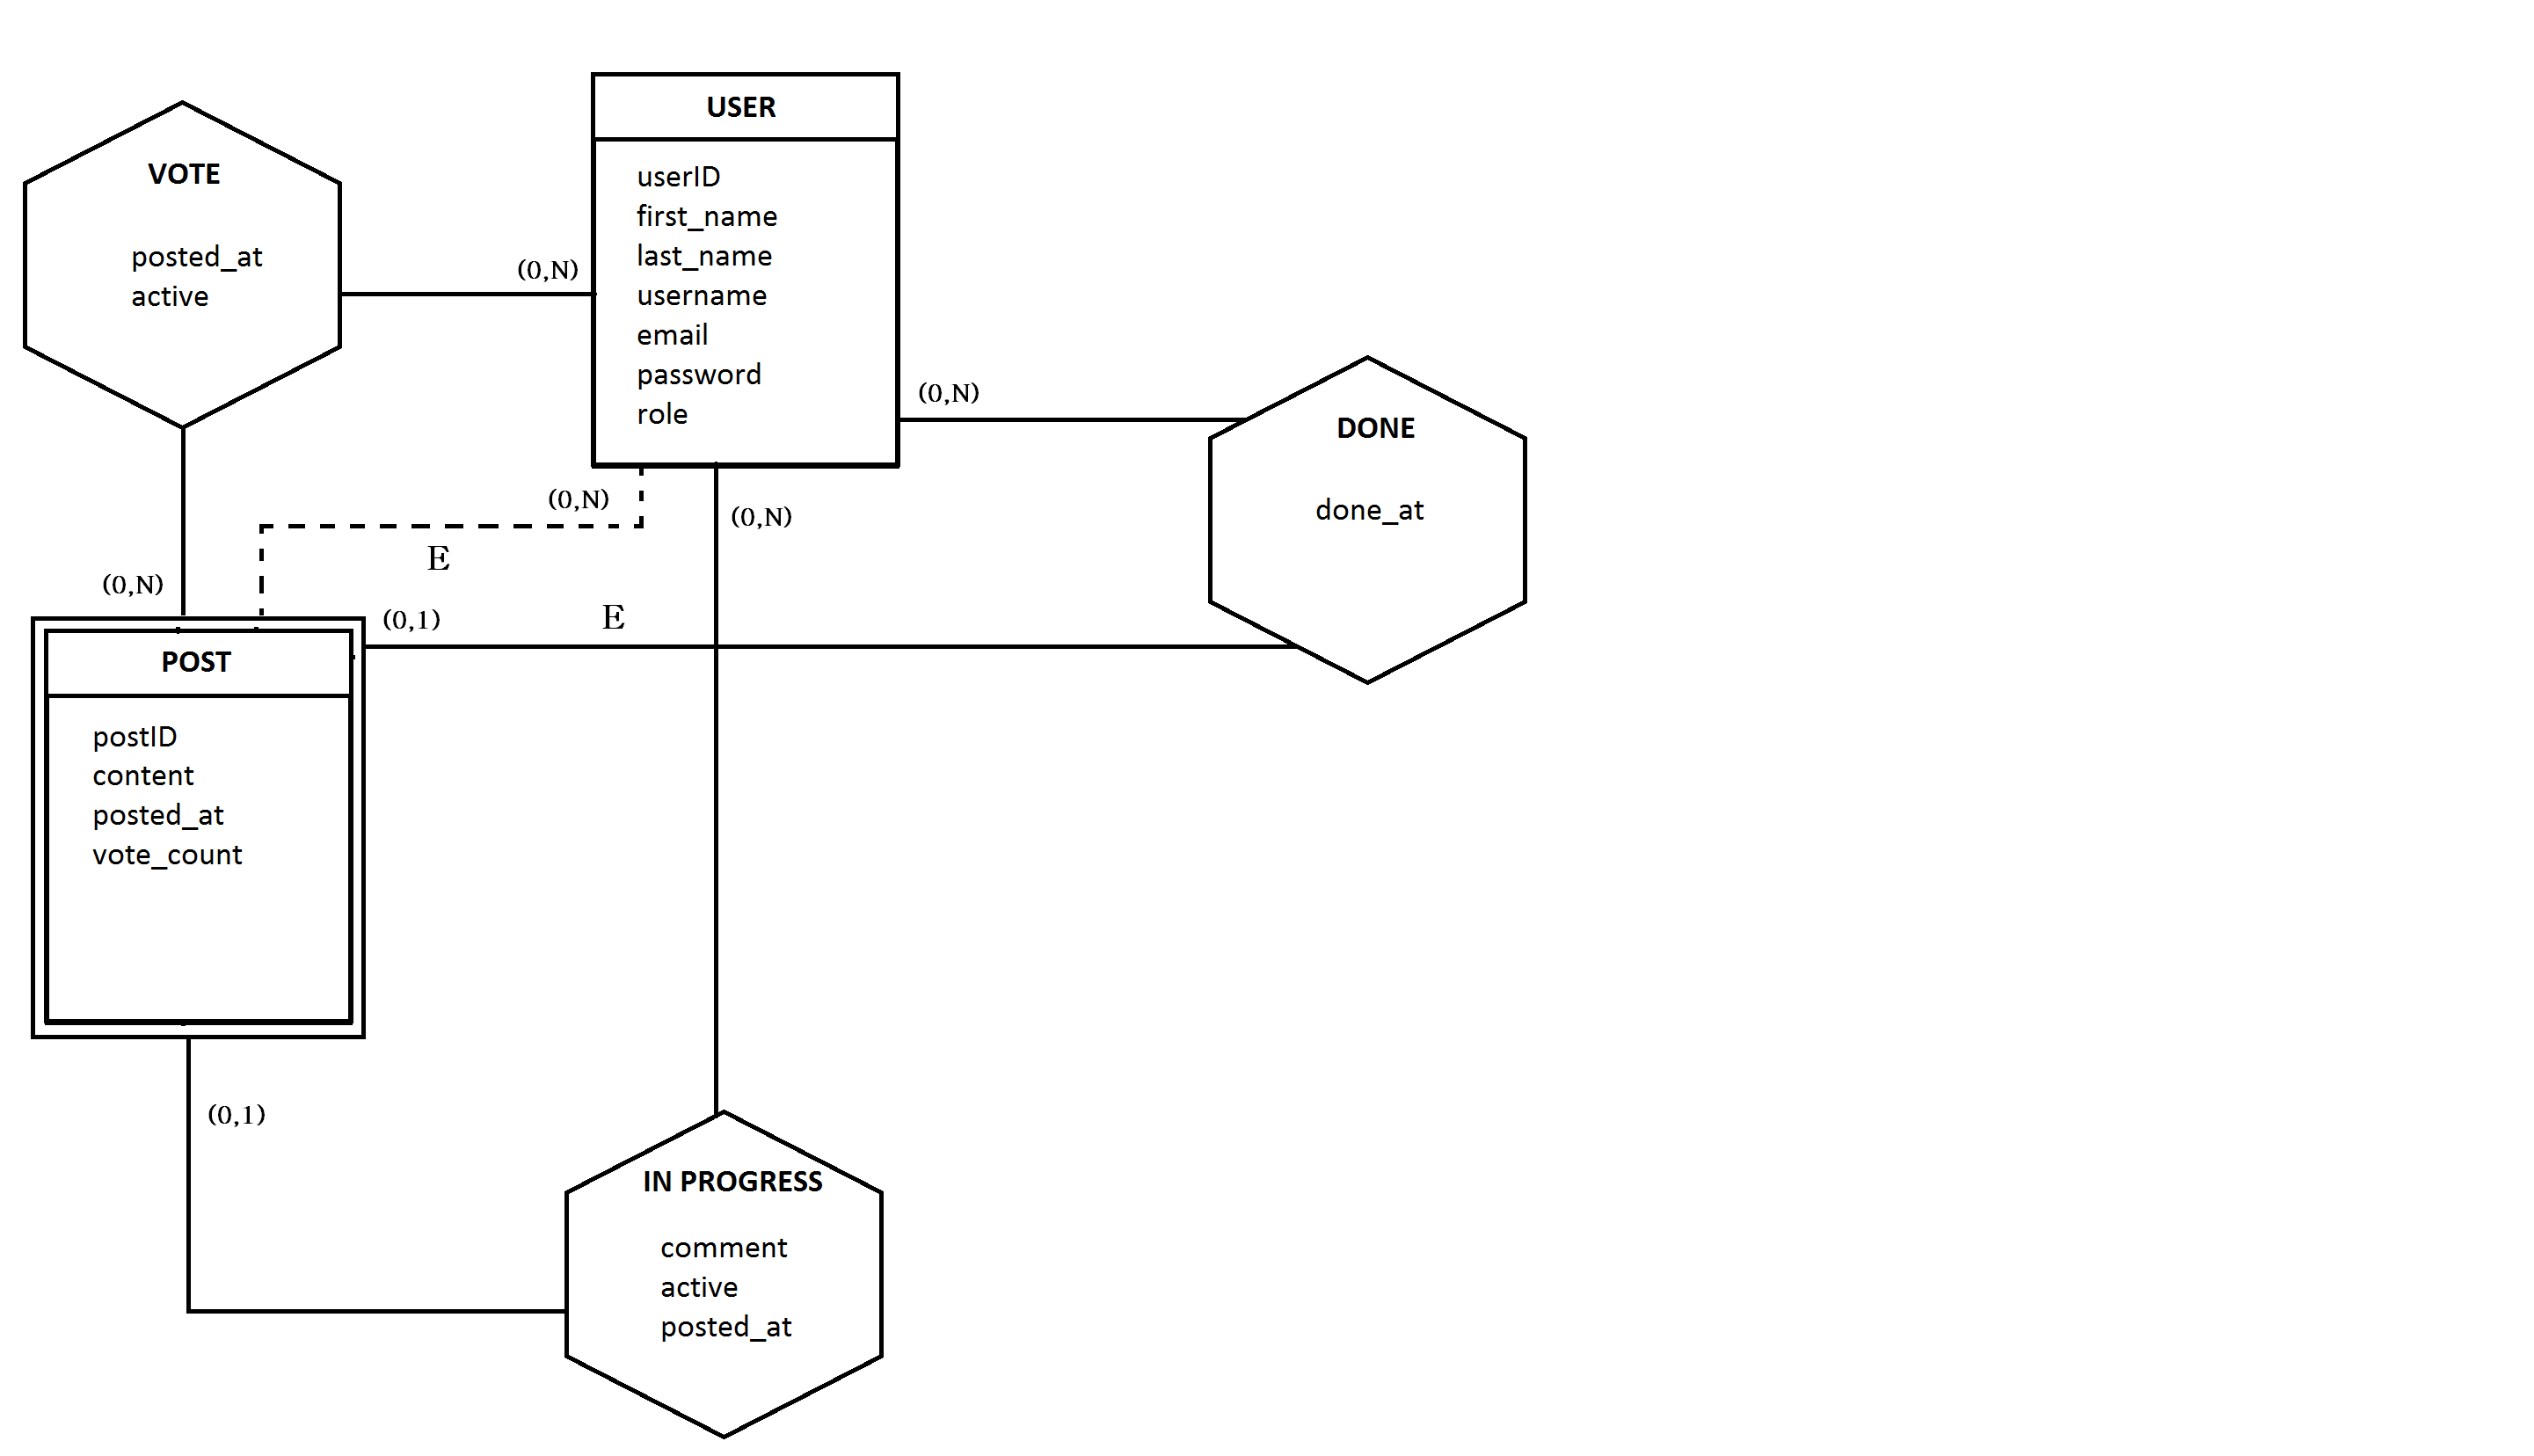 USER
userID
first_name
last_name
username
email
password
role
VOTE
posted_at
active
(0,N)
(0,N)
DONE
done_at
(0,N)
E
(0,N)
(0,N)
(0,1)
E
POST
postID
content
posted_at
vote_count
(0,1)
IN PROGRESS
comment
active
posted_at